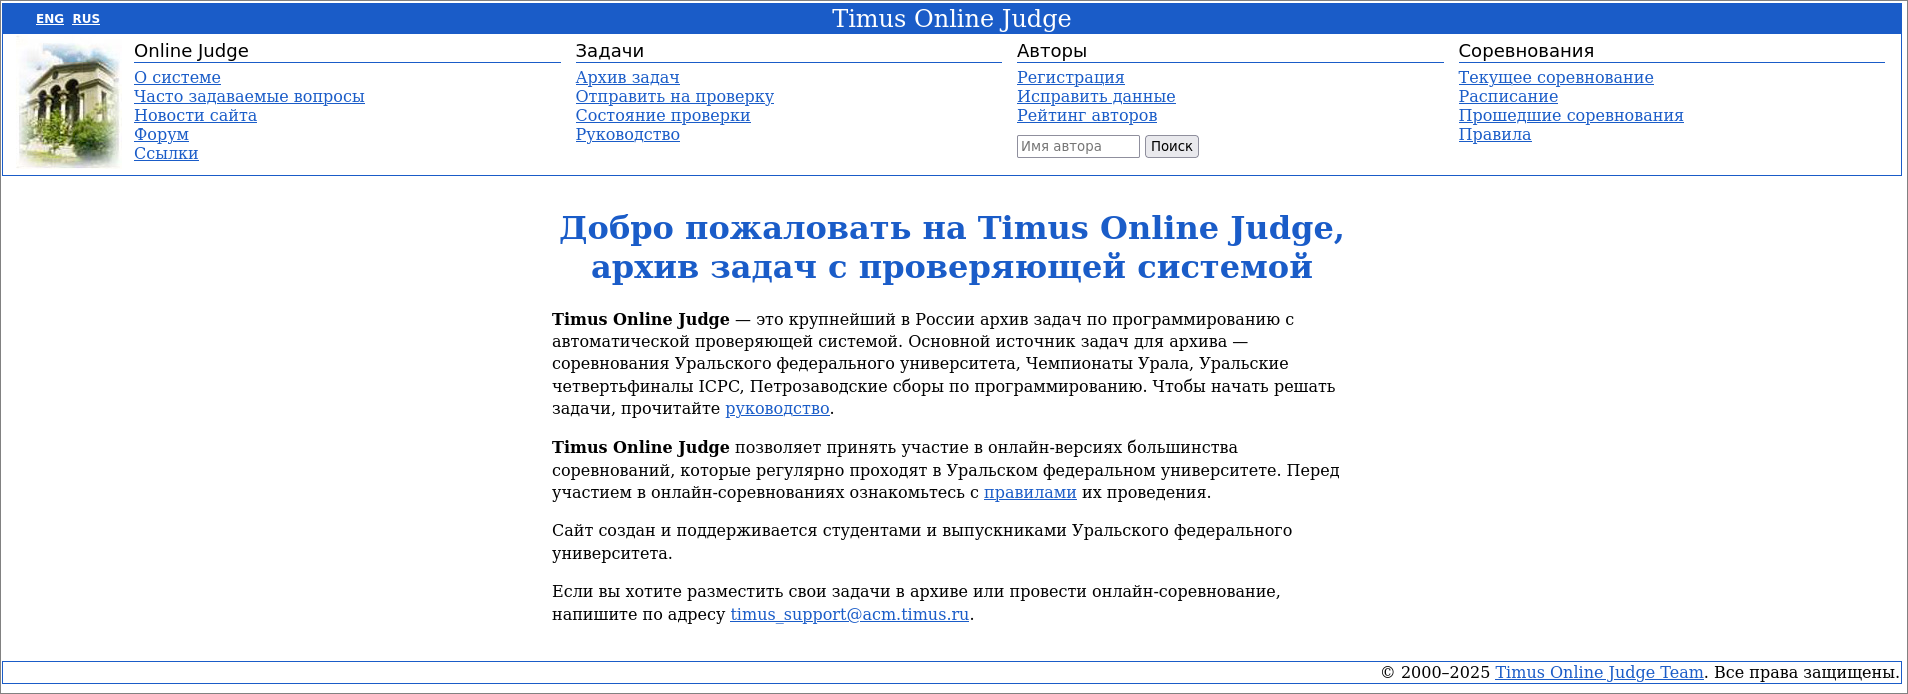 ENG RUS
Timus Online Judge
Online Judge
О системе
Часто задаваемые вопросы
Новости сайта
Форум
Ссылки
Задачи
Архив задач
Отправить на проверку
Состояние проверки
Руководство
Авторы
Регистрация
Исправить данные
Рейтинг авторов
Имя автора Поиск
Соревнования
Текущее соревнование
Расписание
Прошедшие соревнования
Правила
Добро пожаловать на Timus Online Judge,
архив задач с проверяющей системой
Timus Online Judge — это крупнейший в России архив задач по программированию с
автоматической проверяющей системой. Основной источник задач для архива —
соревнования Уральского федерального университета, Чемпионаты Урала, Уральские
четвертьфиналы ICPC, Петрозаводские сборы по программированию. Чтобы начать решать
задачи, прочитайте руководство.
Timus Online Judge позволяет принять участие в онлайн-версиях большинства
соревнований, которые регулярно проходят в Уральском федеральном университете. Перед
участием в онлайн-соревнованиях ознакомьтесь с правилами их проведения.
Сайт создан и поддерживается студентами и выпускниками Уральского федерального
университета.
Если вы хотите разместить свои задачи в архиве или провести онлайн-соревнование,
напишите по адресу timus_support@acm.timus.ru.
© 2000–2025 Timus Online Judge Team. Все права защищены.